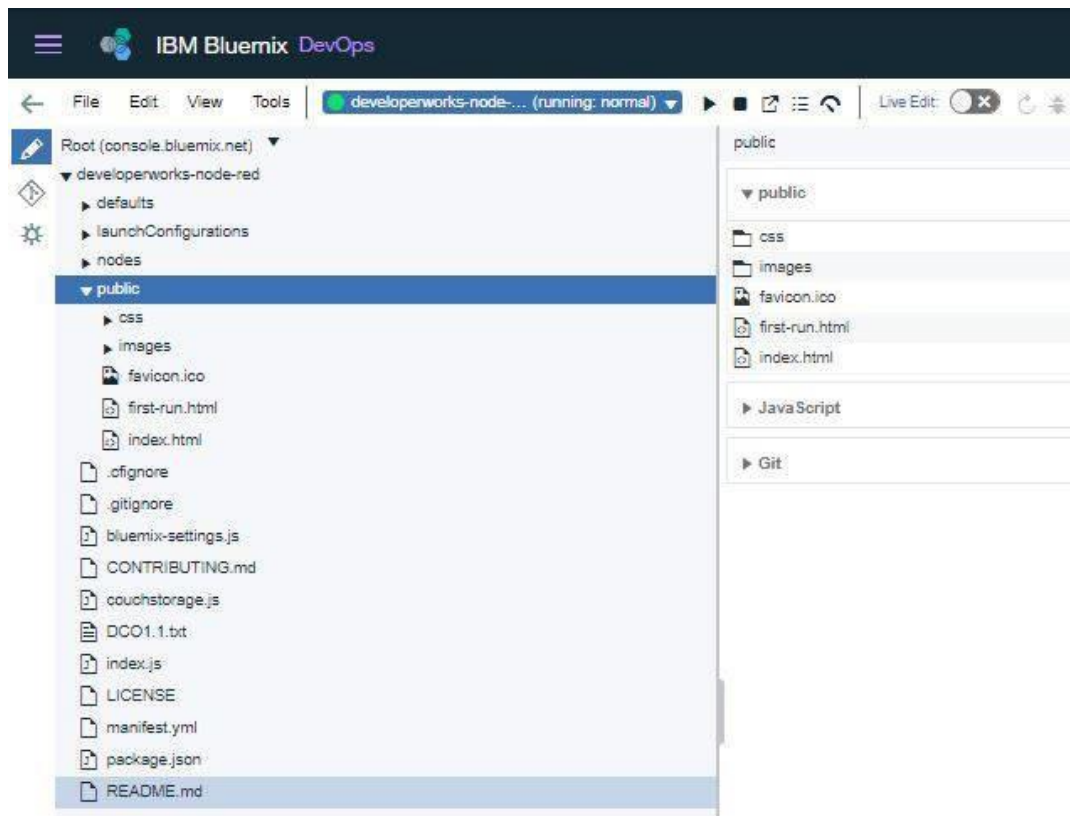 IBM Bluemix DevOps
File Edit View Tools developerworks-node-... (running: normal) Live Edit:
Root (console.bluemix.net)
developerworks-node-red
defaults
launchConfigurations
nodes
public
css
images
favicon.ico
first-run.html
index.html
.cfignore
.gitignore
bluemix-settings.js
CONTRIBUTING.md
couchstorage.js
DCO1.1.txt
index.js
LICENSE
manifest.yml
package.json
README.md
public
public
css
images
favicon.ico
first-run.html
index.html
JavaScript
Git